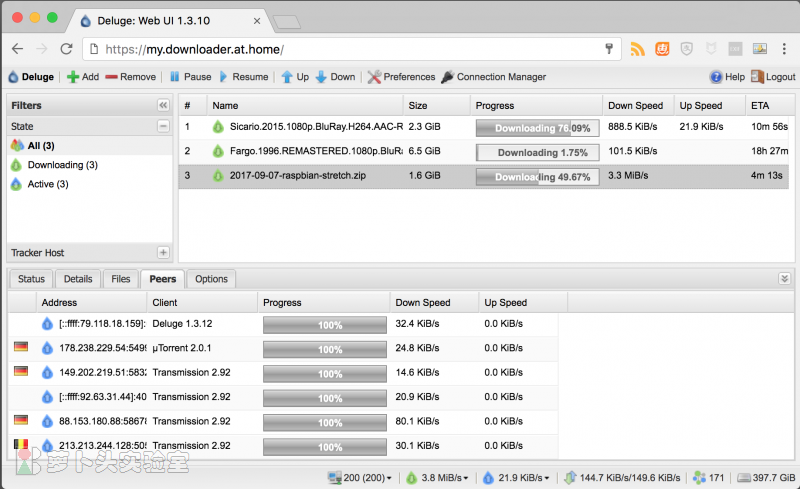 Deluge: Web UI 1.3.10
https://my.downloader.at.home/
Deluge Add Remove Pause Resume Up Down Preferences Connection Manager Help Logout
Filters
State
All (3)
Downloading (3)
Active (3)
Tracker Host
# Name Size Progress Down Speed Up Speed ETA
1 Sicario.2015.1080p.BluRay.H264.AAC-R 2.3 GiB Downloading 76.09% 888.5 KiB/s 21.9 KiB/s 10m 56s
2 Fargo.1996.REMASTERED.1080p.BluRa 6.5 GiB Downloading 1.75% 101.5 KiB/s 18h 27m
3 2017-09-07-raspbian-stretch.zip 1.6 GiB Downloading 49.67% 3.3 MiB/s 4m 13s
Status Details Files Peers Options
Address Client Progress Down Speed Up Speed
[::ffff:79.118.18.159]: Deluge 1.3.12 100% 32.4 KiB/s 0.0 KiB/s
178.238.229.54:5499 µTorrent 2.0.1 100% 24.8 KiB/s 0.0 KiB/s
149.202.219.51:5832 Transmission 2.92 100% 14.6 KiB/s 0.0 KiB/s
[::ffff:92.63.31.44]:40 Transmission 2.92 100% 20.9 KiB/s 0.0 KiB/s
88.153.180.88:58678 Transmission 2.92 100% 80.1 KiB/s 0.0 KiB/s
213.213.244.128:505 Transmission 2.92 100% 30.1 KiB/s 0.0 KiB/s
萝卜头实验室
200 (200) 3.8 MiB/s 21.9 KiB/s 144.7 KiB/s/149.6 KiB/s 171 397.7 GiB